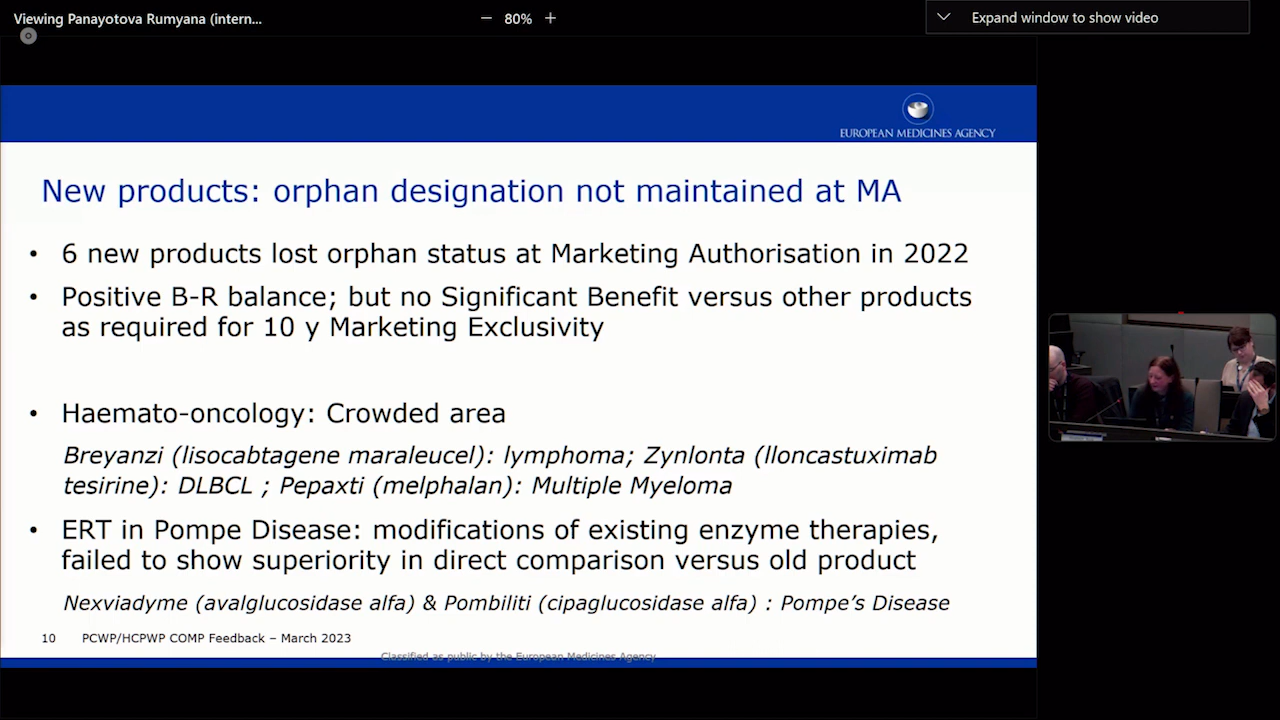 Viewing Panayotova Rumyana (intern...
80%
Expand window to show video
EUROPEAN MEDICINES AGENCY
New products: orphan designation not maintained at MA
• 6 new products lost orphan status at Marketing Authorisation in 2022
• Positive B-R balance; but no Significant Benefit versus other products
as required for 10 y Marketing Exclusivity
• Haemato-oncology: Crowded area
Breyanzi (lisocabtagene maraleucel): lymphoma; Zynlonta (lloncastuximab
tesirine): DLBCL ; Pepaxti (melphalan): Multiple Myeloma
• ERT in Pompe Disease: modifications of existing enzyme therapies,
failed to show superiority in direct comparison versus old product
Nexviadyme (avalglucosidase alfa) & Pombiliti (cipaglucosidase alfa) : Pompe's Disease
10 PCWP/HCPWP COMP Feedback – March 2023
Classified as public by the European Medicines Agency